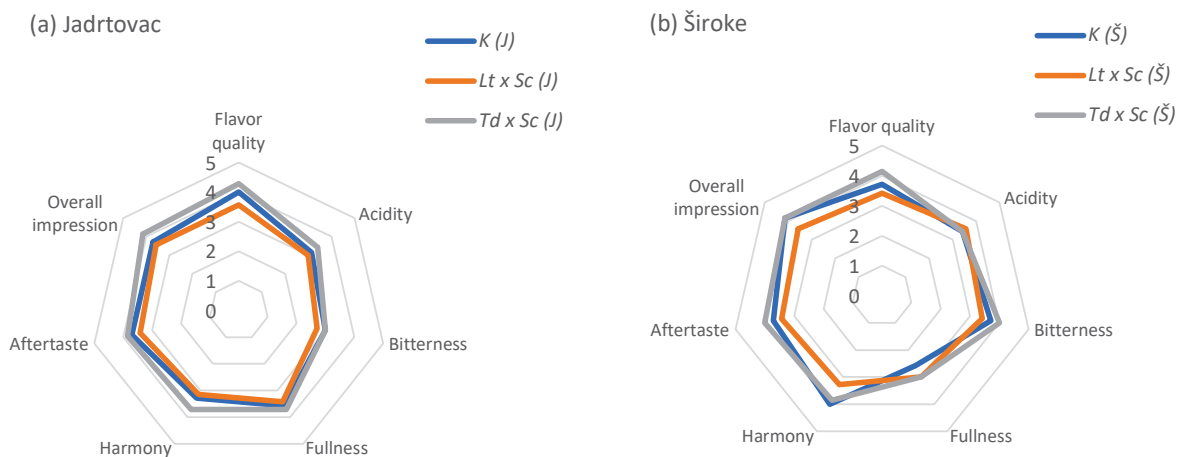 (a) Jadrtovac
K (J)
Lt x Sc (J)
Td x Sc (J)
Flavor
quality
Acidity
Bitterness
Fullness
Harmony
Aftertaste
Overall
impression
5
4
3
2
1
0
(b) Široke
K (Š)
Lt x Sc (Š)
Td x Sc (Š)
Flavor quality
Acidity
Bitterness
Fullness
Harmony
Aftertaste
Overall
impression
5
4
3
2
1
0